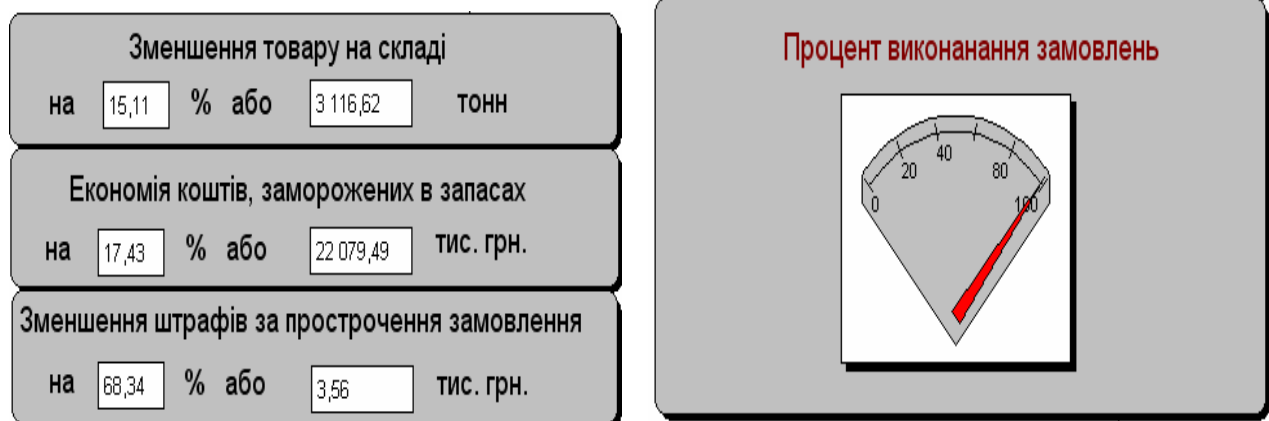 Зменшення товару на складі
на 15,11 % або 3 116,62 тонн
Економія коштів, заморожених в запасах
на 17,43 % або 22 079,49 тис. грн.
Зменшення штрафів за прострочення замовлення
на 68,34 % або 3,56 тис. грн.
Процент виконанання замовлень
0 20 40 80 100